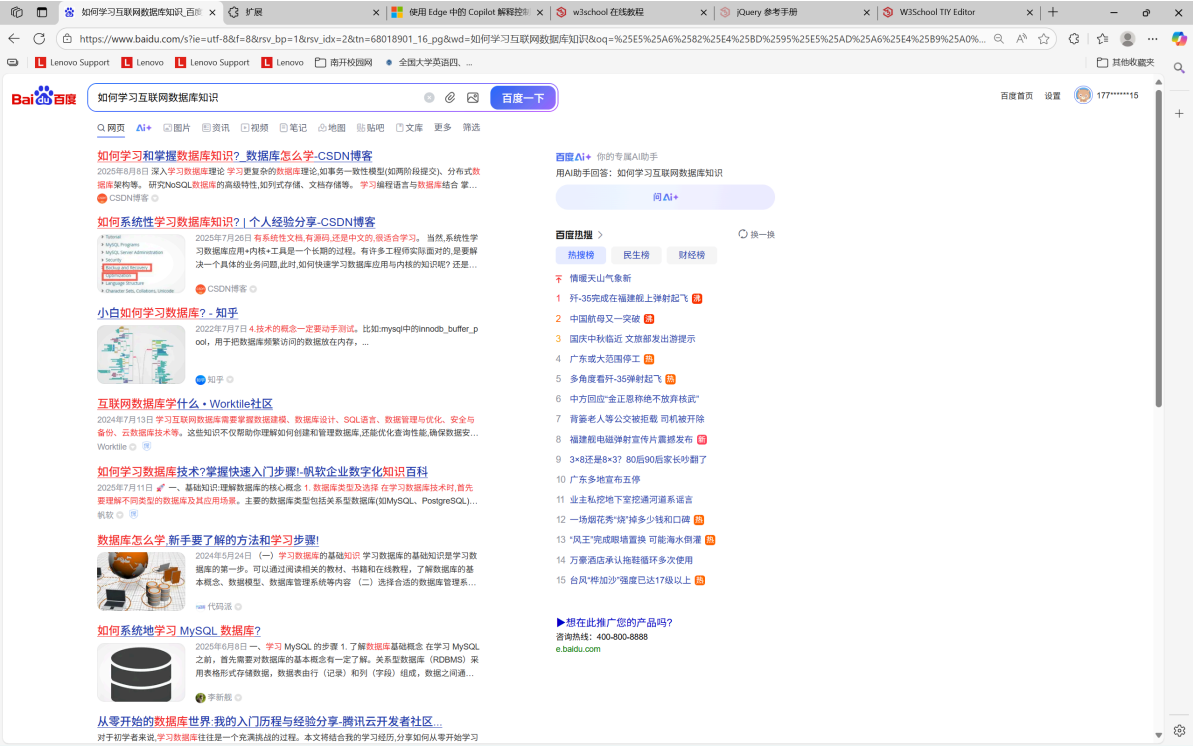 如何学习互联网数据库知识_百度
扩展
使用 Edge 中的 Copilot 解释控制
w3school 在线教程
jQuery 参考手册
W3School TIY Editor
https://www.baidu.com/s?ie=utf-8&f=8&rsv_bp=1&rsv_idx=2&tn=68018901_16_pg&wd=如何学习互联网数据库知识&oq=%25E5%25A6%2582%25E4%25BD%2595%25E5%25AD%25A6%25E4%25B9%25A0%...
Lenovo Support
Lenovo
Lenovo Support
Lenovo
南开校园网
全国大学英语四、...
其他收藏夹
Bai du 百度
如何学习互联网数据库知识
百度一下
百度首页 设置 177******15
网页 Ai+ 图片 资讯 视频 笔记 地图 贴吧 文库 更多 筛选
如何学习和掌握数据库知识?_数据库怎么学-CSDN博客
2025年8月8日 深入学习数据库理论 学习更复杂的数据库理论,如事务一致性模型(如两阶段提交)、分布式数
据库架构等。 研究NoSQL数据库的高级特性,如列式存储、文档存储等。 学习编程语言与数据库结合 掌...
CSDN博客
如何系统性学习数据库知识? | 个人经验分享-CSDN博客
Tutorial
MySQL Programs
MySQL Server Administration
Security
Backup and Recovery
Optimization
Language Structure
Character Sets, Collations, Unicode
2025年7月26日 有系统性文档,有源码,还是中文的,很适合学习。 当然,系统性学
习数据库应用+内核+工具是一个长期的过程。有许多工程师实际面对的,是要解
决一个具体的业务问题,此时,如何快速学习数据库应用与内核的知识呢? 还是...
CSDN博客
小白如何学习数据库? - 知乎
2022年7月7日 4.技术的概念一定要动手测试。比如:mysql中的innodb_buffer_p
ool，用于把数据库频繁访问的数据放在内存，...
知乎
互联网数据库学什么 • Worktile社区
2024年7月13日 学习互联网数据库需要掌握数据建模、数据库设计、SQL语言、数据管理与优化、安全与
备份、云数据库技术等。这些知识不仅帮助你理解如何创建和管理数据库,还能优化查询性能,确保数据安...
Worktile
如何学习数据库技术?掌握快速入门步骤!-帆软企业数字化知识百科
2025年7月11日 🚀 一、基础知识:理解数据库的核心概念 1. 数据库类型及选择 在学习数据库技术时,首先
要理解不同类型的数据库及其应用场景。主要的数据库类型包括关系型数据库(如MySQL、PostgreSQL)...
帆软
数据库怎么学,新手要了解的方法和学习步骤!
2024年5月24日 （一）学习数据库的基础知识 学习数据库的基础知识是学习数
据库的第一步。可以通过阅读相关的教材、书籍和在线教程，了解数据库的基
本概念、数据模型、数据库管理系统等内容 （二）选择合适的数据库管理系...
代码派
如何系统地学习 MySQL 数据库?
2025年6月8日 一、学习 MySQL 的步骤 1. 了解数据库基础概念 在学习 MySQL
之前，首先需要对数据库的基本概念有一定了解。关系型数据库（RDBMS）采
用表格形式存储数据，数据表由行（记录）和列（字段）组成，数据之间通...
从零开始的数据库世界:我的入门历程与经验分享-腾讯云开发者社区...
对于初学者来说,学习数据库往往是一个充满挑战的过程。本文将结合我的学习经历,分享如何从零开始学习
百度Ai+ 你的专属AI助手
用AI助手回答：如何学习互联网数据库知识
问Ai+
百度热搜
换一换
热搜榜 民生榜 财经榜
情暖天山气象新
1 歼-35完成在福建舰上弹射起飞 沸
2 中国航母又一突破 沸
3 国庆中秋临近 文旅部发出游提示
4 广东或大范围停工 热
5 多角度看歼-35弹射起飞 热
6 中方回应“金正恩称绝不放弃核武”
7 背篓老人等公交被拒载 司机被开除
8 福建舰电磁弹射宣传片震撼发布 新
9 3×8还是8×3？80后90后家长吵翻了
10 广东多地宣布五停
11 业主私挖地下室挖通河道系谣言
12 一场烟花秀“烧”掉多少钱和口碑 热
13 “风王”完成眼墙置换 可能海水倒灌 热
14 万豪酒店承认拖鞋循环多次使用
15 台风“桦加沙”强度已达17级以上 热
▶想在此推广您的产品吗?
咨询热线：400-800-8888
e.baidu.com